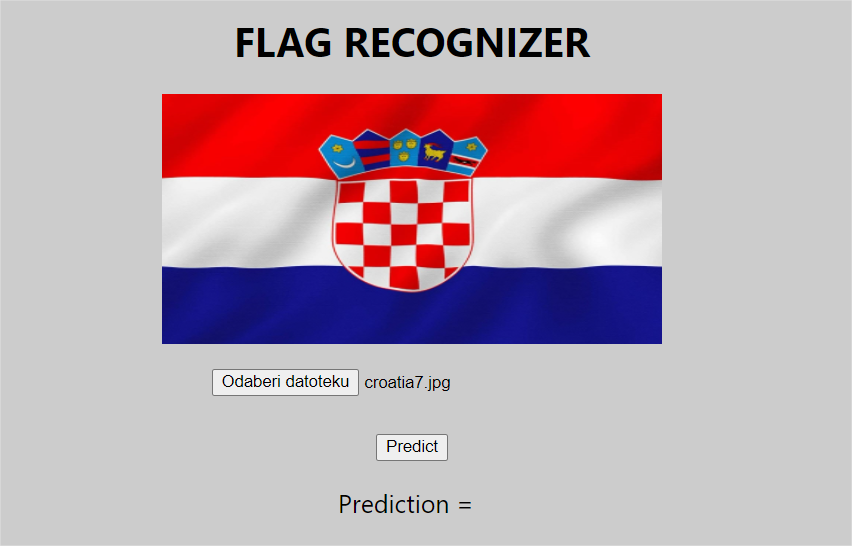 FLAG RECOGNIZER
Odaberi datoteku croatia7.jpg
Predict
Prediction =